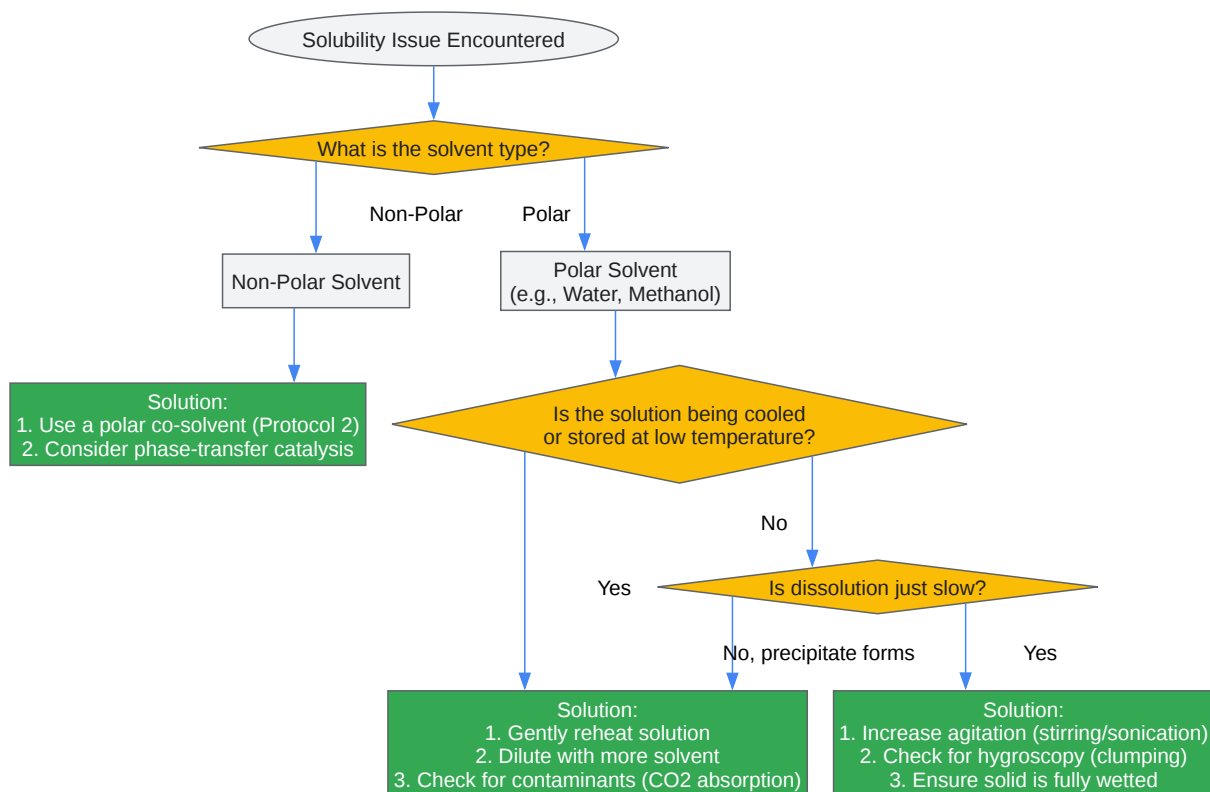 Solubility Issue Encountered
What is the solvent type?
Non-Polar
Polar
Non-Polar Solvent
Polar Solvent
(e.g., Water, Methanol)
Solution:
1. Use a polar co-solvent (Protocol 2)
2. Consider phase-transfer catalysis
Is the solution being cooled
or stored at low temperature?
No
Yes
Is dissolution just slow?
No, precipitate forms
Yes
Solution:
1. Gently reheat solution
2. Dilute with more solvent
3. Check for contaminants (CO2 absorption)
Solution:
1. Increase agitation (stirring/sonication)
2. Check for hygroscopy (clumping)
3. Ensure solid is fully wetted